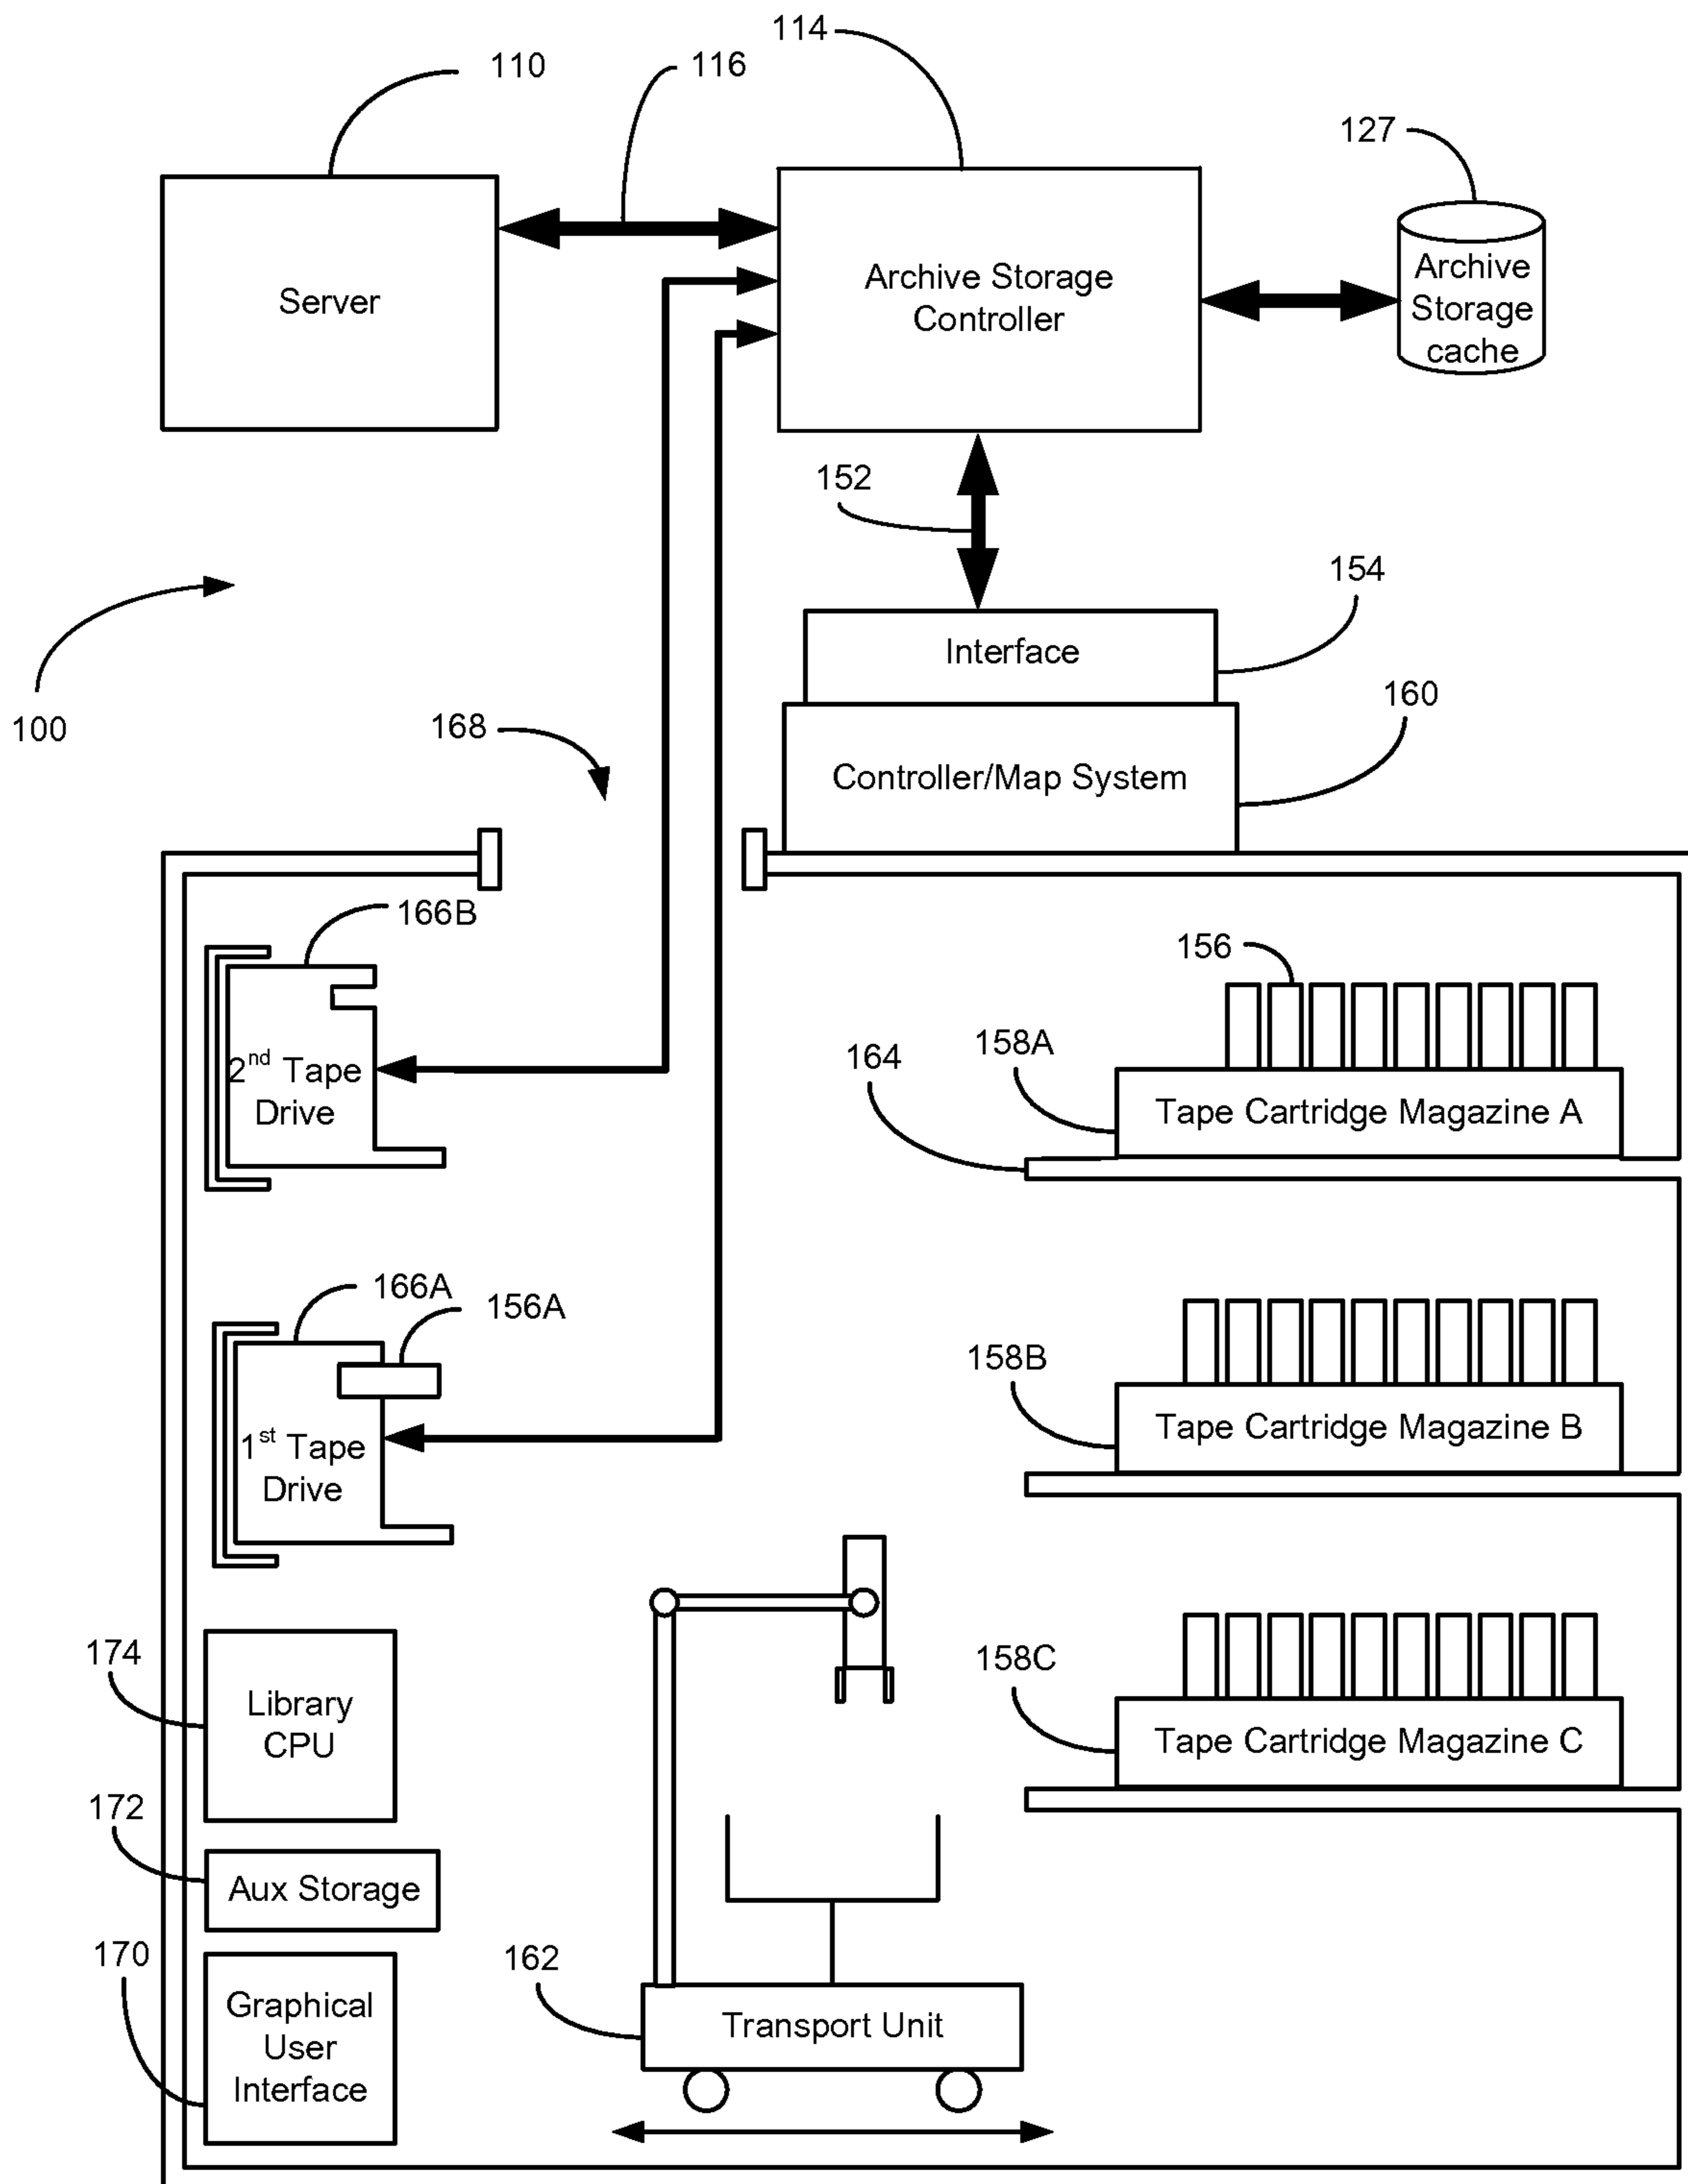 114
110
116
127
Server
Archive Storage
Controller
Archive
Storage
cache
152
154
Interface
100
168
160
Controller/Map System
166B
156
158A
164
2nd Tape
Drive
Tape Cartridge Magazine A
166A
156A
158B
1st Tape
Drive
Tape Cartridge Magazine B
174
Library
CPU
158C
Tape Cartridge Magazine C
172
Aux Storage
170
162
Graphical
User
Interface
Transport Unit